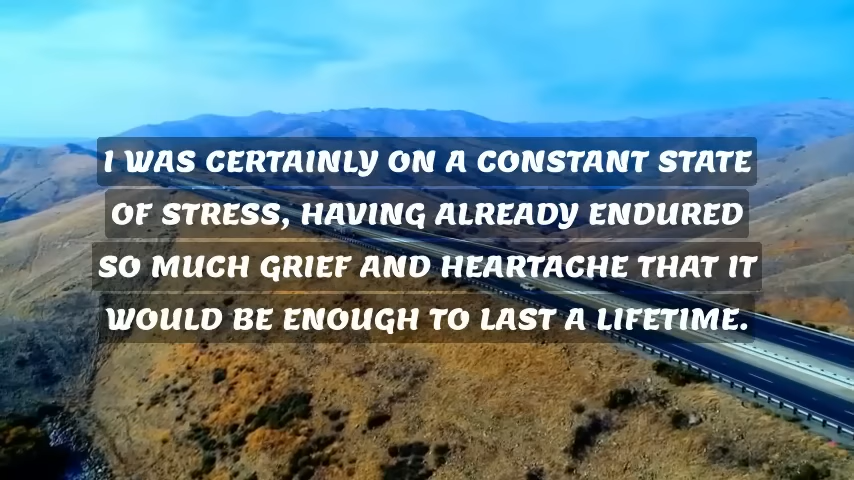 I WAS CERTAINLY ON A CONSTANT STATE
OF STRESS, HAVING ALREADY ENDURED
SO MUCH GRIEF AND HEARTACHE THAT IT
WOULD BE ENOUGH TO LAST A LIFETIME.